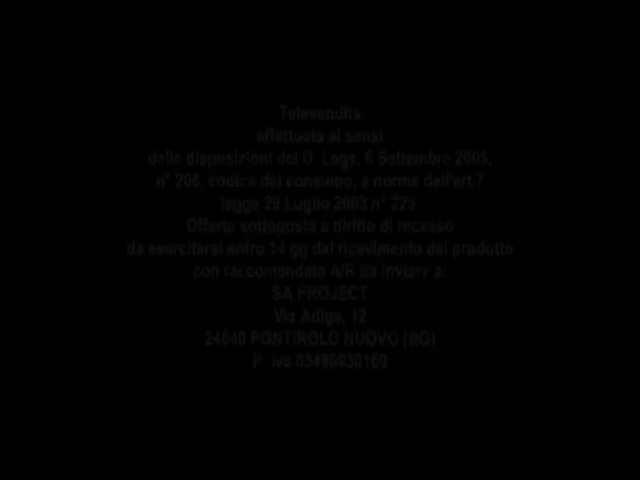 Televendita
effettuata ai sensi
delle disposizioni del D. Legs. 6 Settembre 2005,
n° 206, codice del consumo, a norma dell'art.7
legge 29 Luglio 2003 n° 229.
Offerta sottoposta a diritto di recesso
da esercitarsi entro 14 gg dal ricevimento del prodotto
con raccomandata A/R da inviare a:
SA PROJECT
Via Adige, 12
24040 PONTIROLO NUOVO (BG)
P. Iva 03496930169